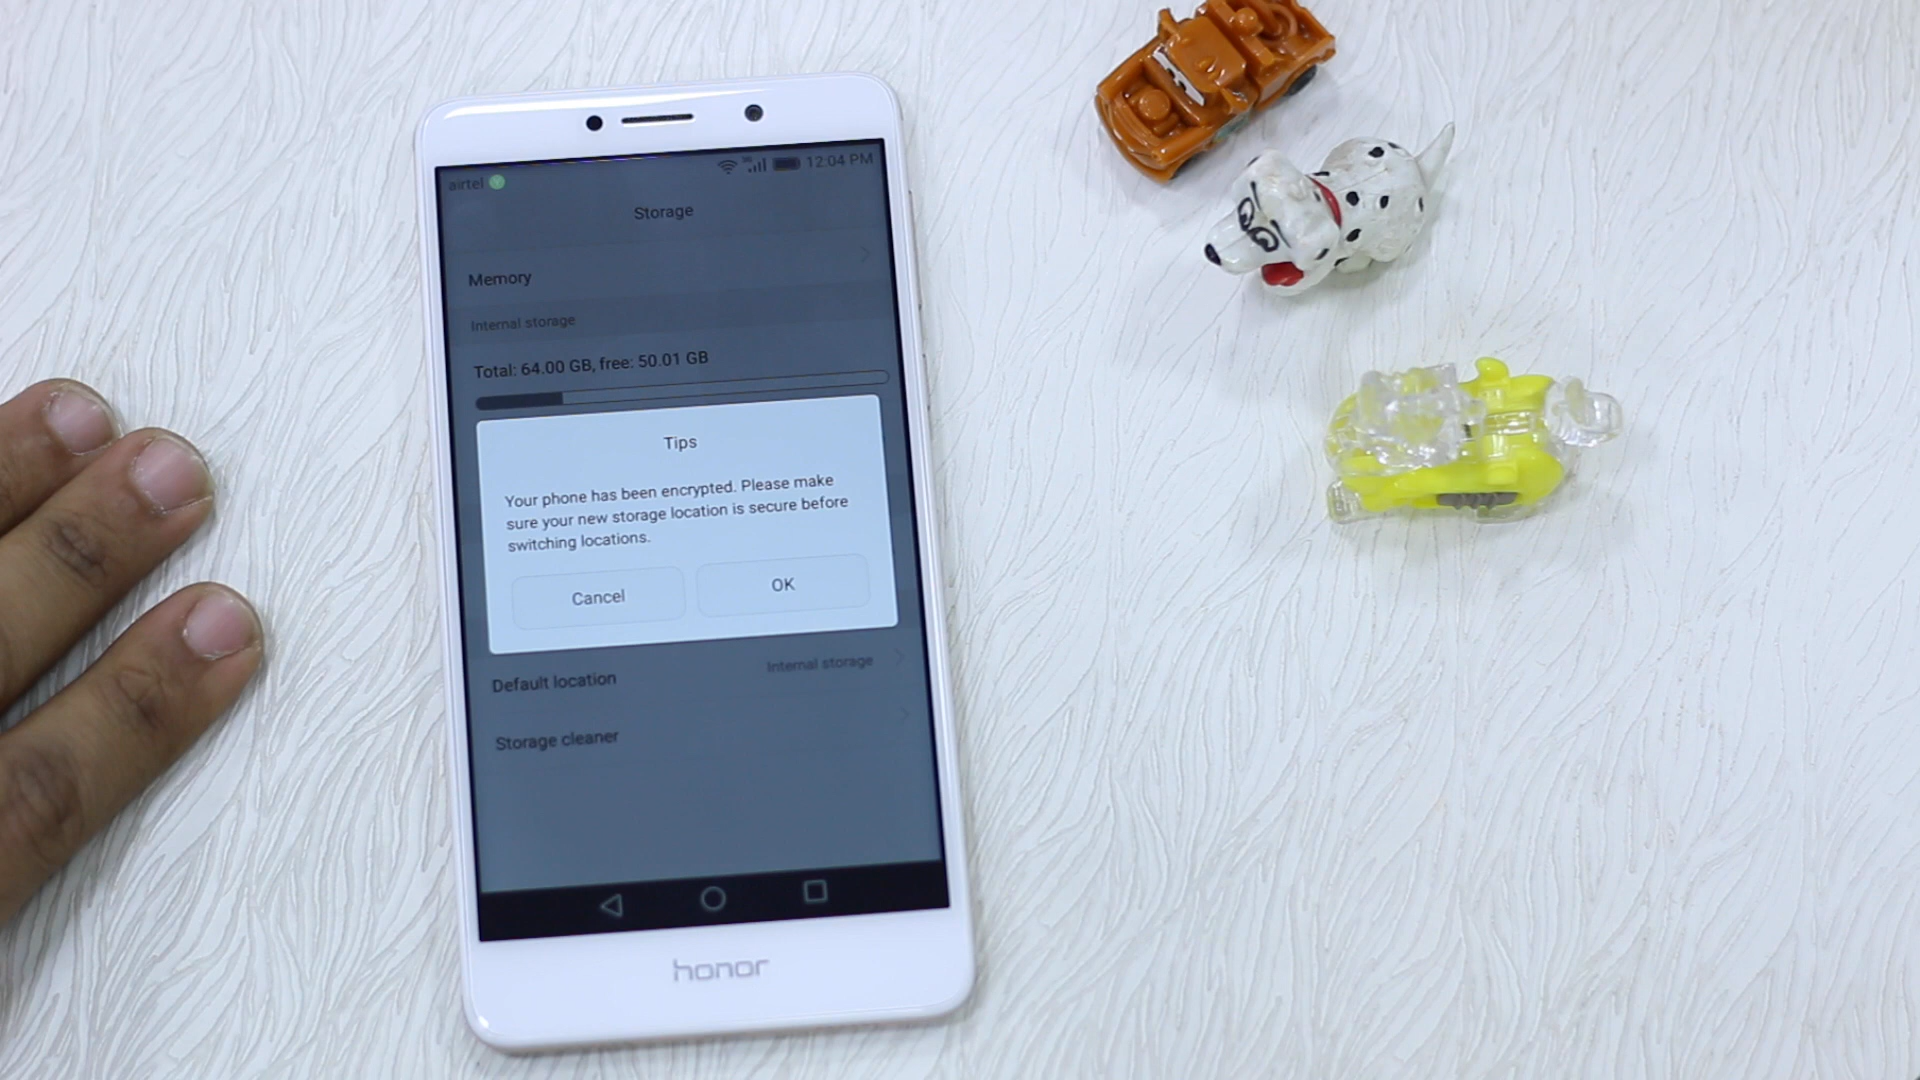 airtel 12:04 PM
Storage
Memory
Internal storage
Total: 64.00 GB, free: 50.01 GB
Tips
Your phone has been encrypted. Please make
sure your new storage location is secure before
switching locations.
Cancel OK
Default location Internal storage
Storage cleaner
honor